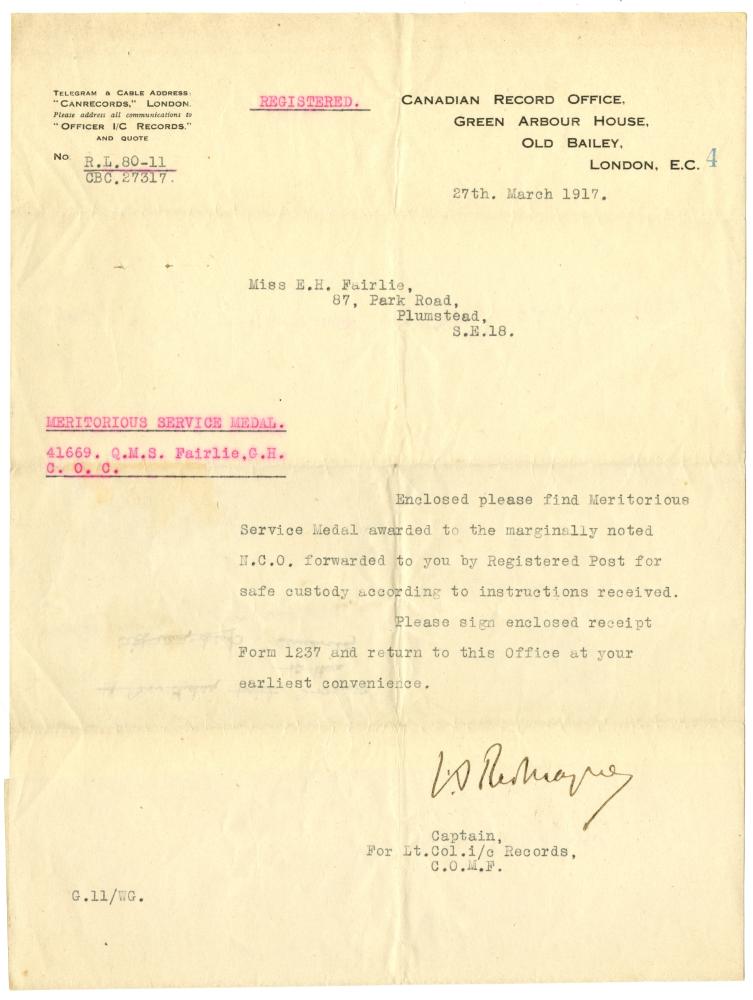 TELEGRAM & CABLE ADDRESS:
"CANRECORDS," LONDON.
Please address all communications to
"OFFICER I/C RECORDS."
AND QUOTE
No. R.L.80-11
CBC.27317.
REGISTERED.
CANADIAN RECORD OFFICE,
GREEN ARBOUR HOUSE,
OLD BAILEY,
LONDON, E.C. 4
27th. March 1917.
Miss E.H. Fairlie,
87, Park Road,
Plumstead,
S.E.18.
MERITORIOUS SERVICE MEDAL.
41669. Q.M.S. Fairlie,G.H.
C. O. C.
Enclosed please find Meritorious
Service Medal awarded to the marginally noted
N.C.O. forwarded to you by Registered Post for
safe custody according to instructions received.
Please sign enclosed receipt
Form 1237 and return to this Office at your
earliest convenience.
Captain,
For Lt.Col.i/c Records,
C.O.M.F.
G.11/WG.